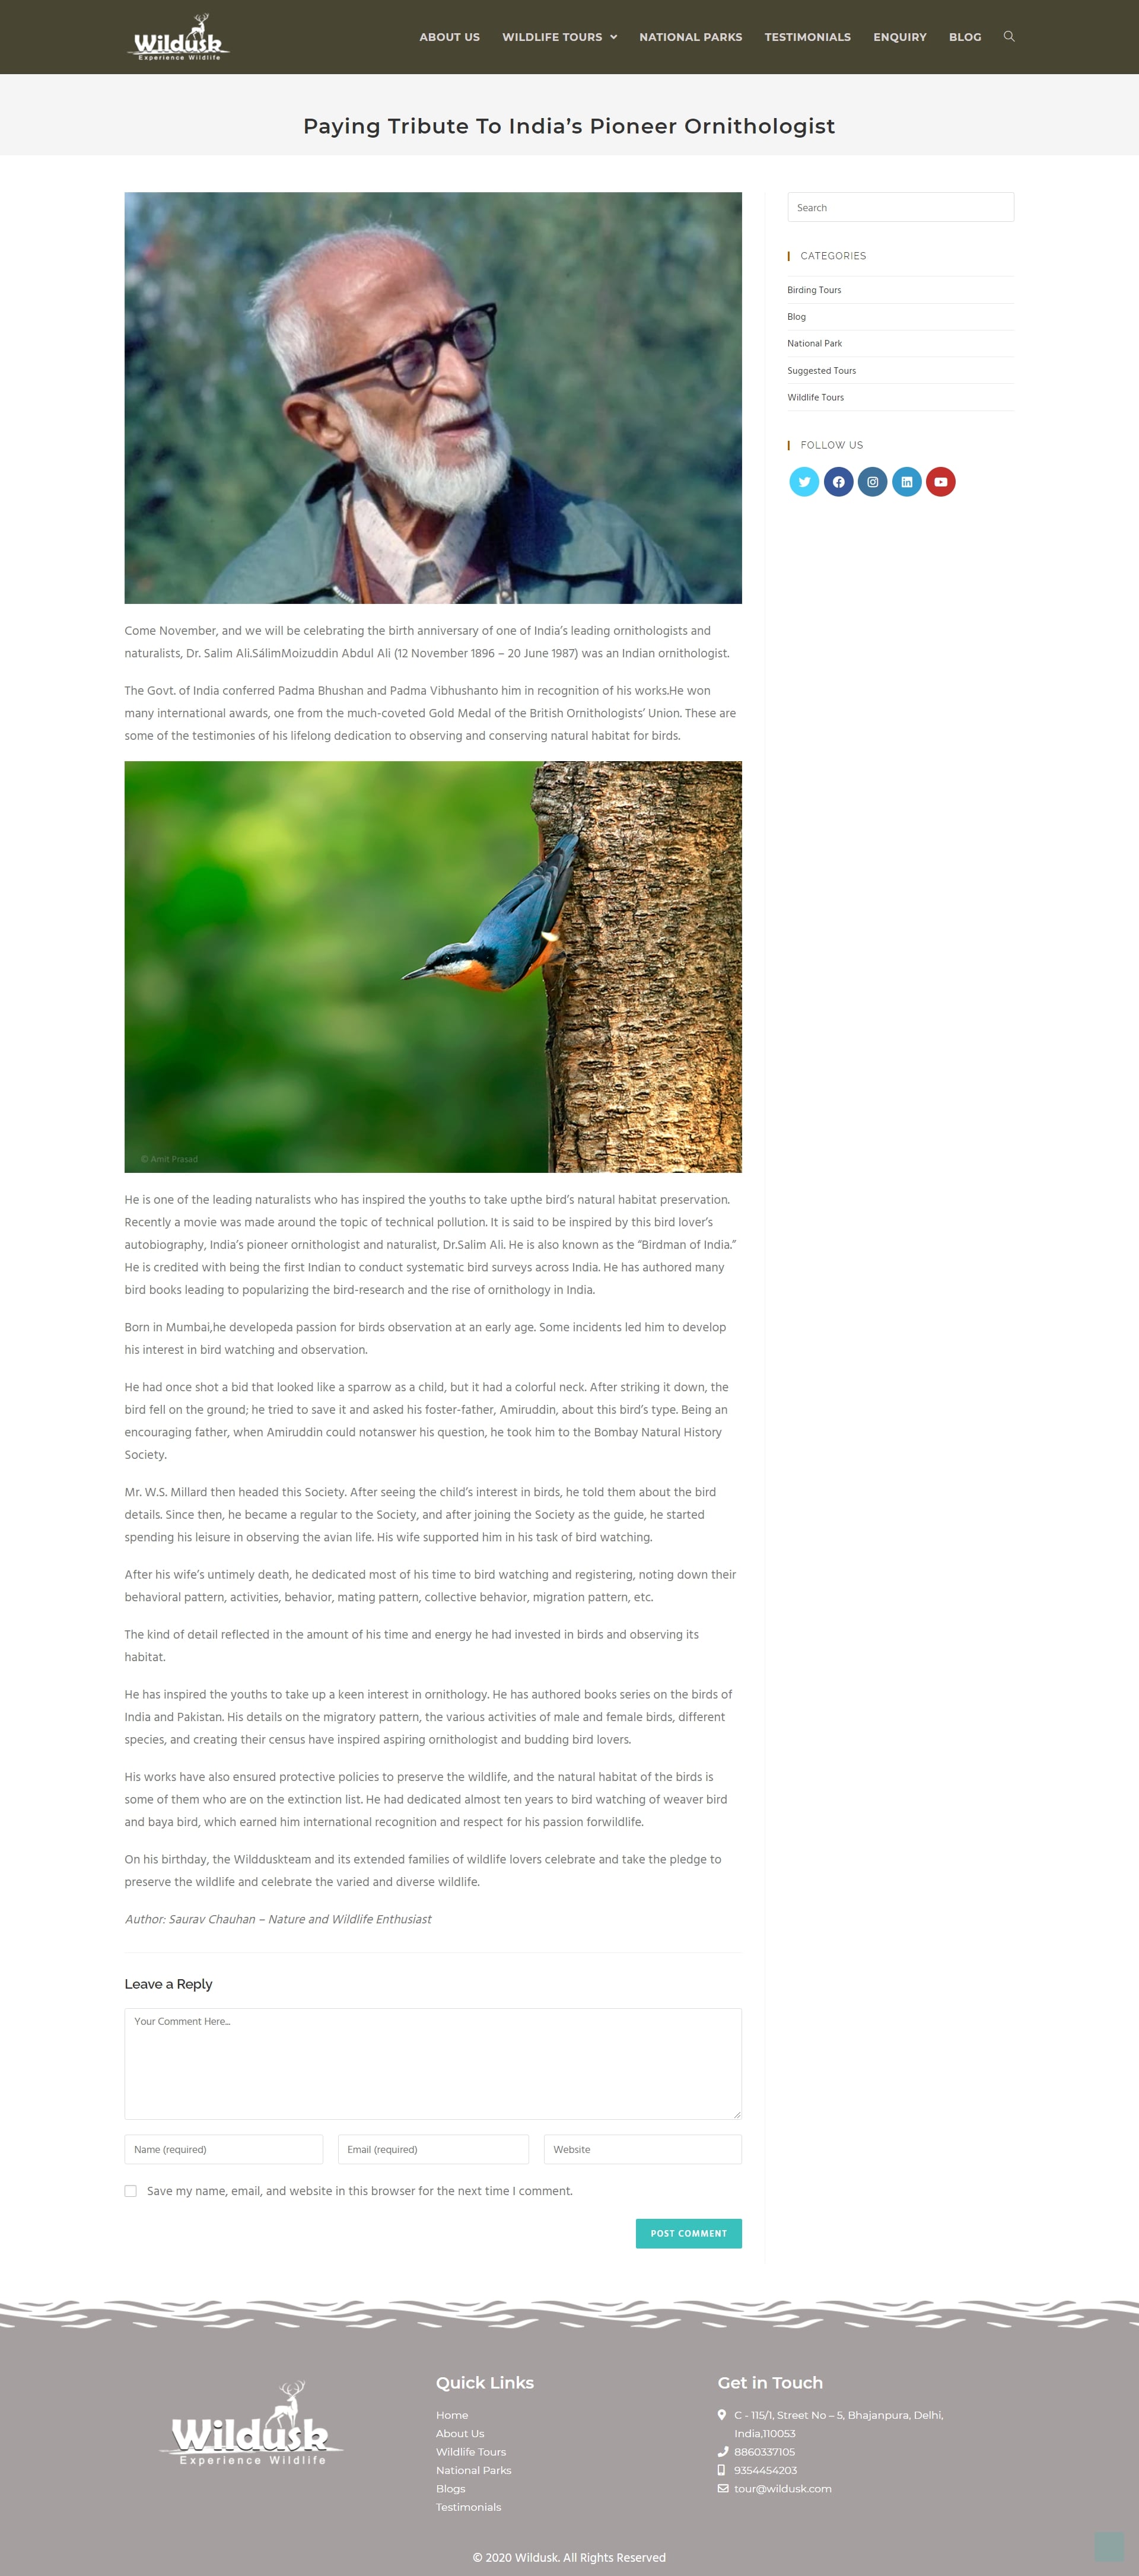 Wildusk
Experience Wildlife
ABOUT US
WILDLIFE TOURS
NATIONAL PARKS
TESTIMONIALS
ENQUIRY
BLOG
Paying Tribute To India’s Pioneer Ornithologist
Come November, and we will be celebrating the birth anniversary of one of India’s leading ornithologists and
naturalists, Dr. Salim Ali.SálimMoizuddin Abdul Ali (12 November 1896 – 20 June 1987) was an Indian ornithologist.
The Govt. of India conferred Padma Bhushan and Padma Vibhushanto him in recognition of his works.He won
many international awards, one from the much-coveted Gold Medal of the British Ornithologists’ Union. These are
some of the testimonies of his lifelong dedication to observing and conserving natural habitat for birds.
© Amit Prasad
He is one of the leading naturalists who has inspired the youths to take upthe bird’s natural habitat preservation.
Recently a movie was made around the topic of technical pollution. It is said to be inspired by this bird lover’s
autobiography, India’s pioneer ornithologist and naturalist, Dr.Salim Ali. He is also known as the “Birdman of India.”
He is credited with being the first Indian to conduct systematic bird surveys across India. He has authored many
bird books leading to popularizing the bird-research and the rise of ornithology in India.
Born in Mumbai,he developeda passion for birds observation at an early age. Some incidents led him to develop
his interest in bird watching and observation.
He had once shot a bid that looked like a sparrow as a child, but it had a colorful neck. After striking it down, the
bird fell on the ground; he tried to save it and asked his foster-father, Amiruddin, about this bird’s type. Being an
encouraging father, when Amiruddin could notanswer his question, he took him to the Bombay Natural History
Society.
Mr. W.S. Millard then headed this Society. After seeing the child’s interest in birds, he told them about the bird
details. Since then, he became a regular to the Society, and after joining the Society as the guide, he started
spending his leisure in observing the avian life. His wife supported him in his task of bird watching.
After his wife’s untimely death, he dedicated most of his time to bird watching and registering, noting down their
behavioral pattern, activities, behavior, mating pattern, collective behavior, migration pattern, etc.
The kind of detail reflected in the amount of his time and energy he had invested in birds and observing its
habitat.
He has inspired the youths to take up a keen interest in ornithology. He has authored books series on the birds of
India and Pakistan. His details on the migratory pattern, the various activities of male and female birds, different
species, and creating their census have inspired aspiring ornithologist and budding bird lovers.
His works have also ensured protective policies to preserve the wildlife, and the natural habitat of the birds is
some of them who are on the extinction list. He had dedicated almost ten years to bird watching of weaver bird
and baya bird, which earned him international recognition and respect for his passion forwildlife.
On his birthday, the Wildduskteam and its extended families of wildlife lovers celebrate and take the pledge to
preserve the wildlife and celebrate the varied and diverse wildlife.
Author: Saurav Chauhan – Nature and Wildlife Enthusiast
Leave a Reply
Your Comment Here...
Name (required)
Email (required)
Website
Save my name, email, and website in this browser for the next time I comment.
POST COMMENT
Search
CATEGORIES
Birding Tours
Blog
National Park
Suggested Tours
Wildlife Tours
FOLLOW US
Wildusk
Experience Wildlife
Quick Links
Home
About Us
Wildlife Tours
National Parks
Blogs
Testimonials
Get in Touch
C - 115/1, Street No – 5, Bhajanpura, Delhi,
India,110053
8860337105
9354454203
tour@wildusk.com
© 2020 Wildusk. All Rights Reserved